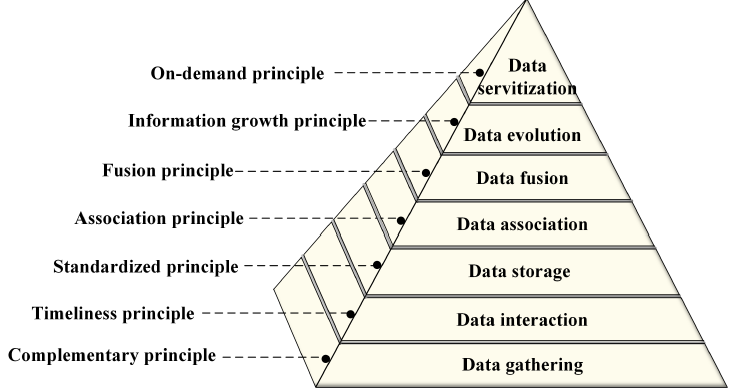 On-demand principle
Data
servitization
Information growth principle
Data evolution
Fusion principle
Data fusion
Association principle
Data association
Standardized principle
Data storage
Timeliness principle
Data interaction
Complementary principle
Data gathering